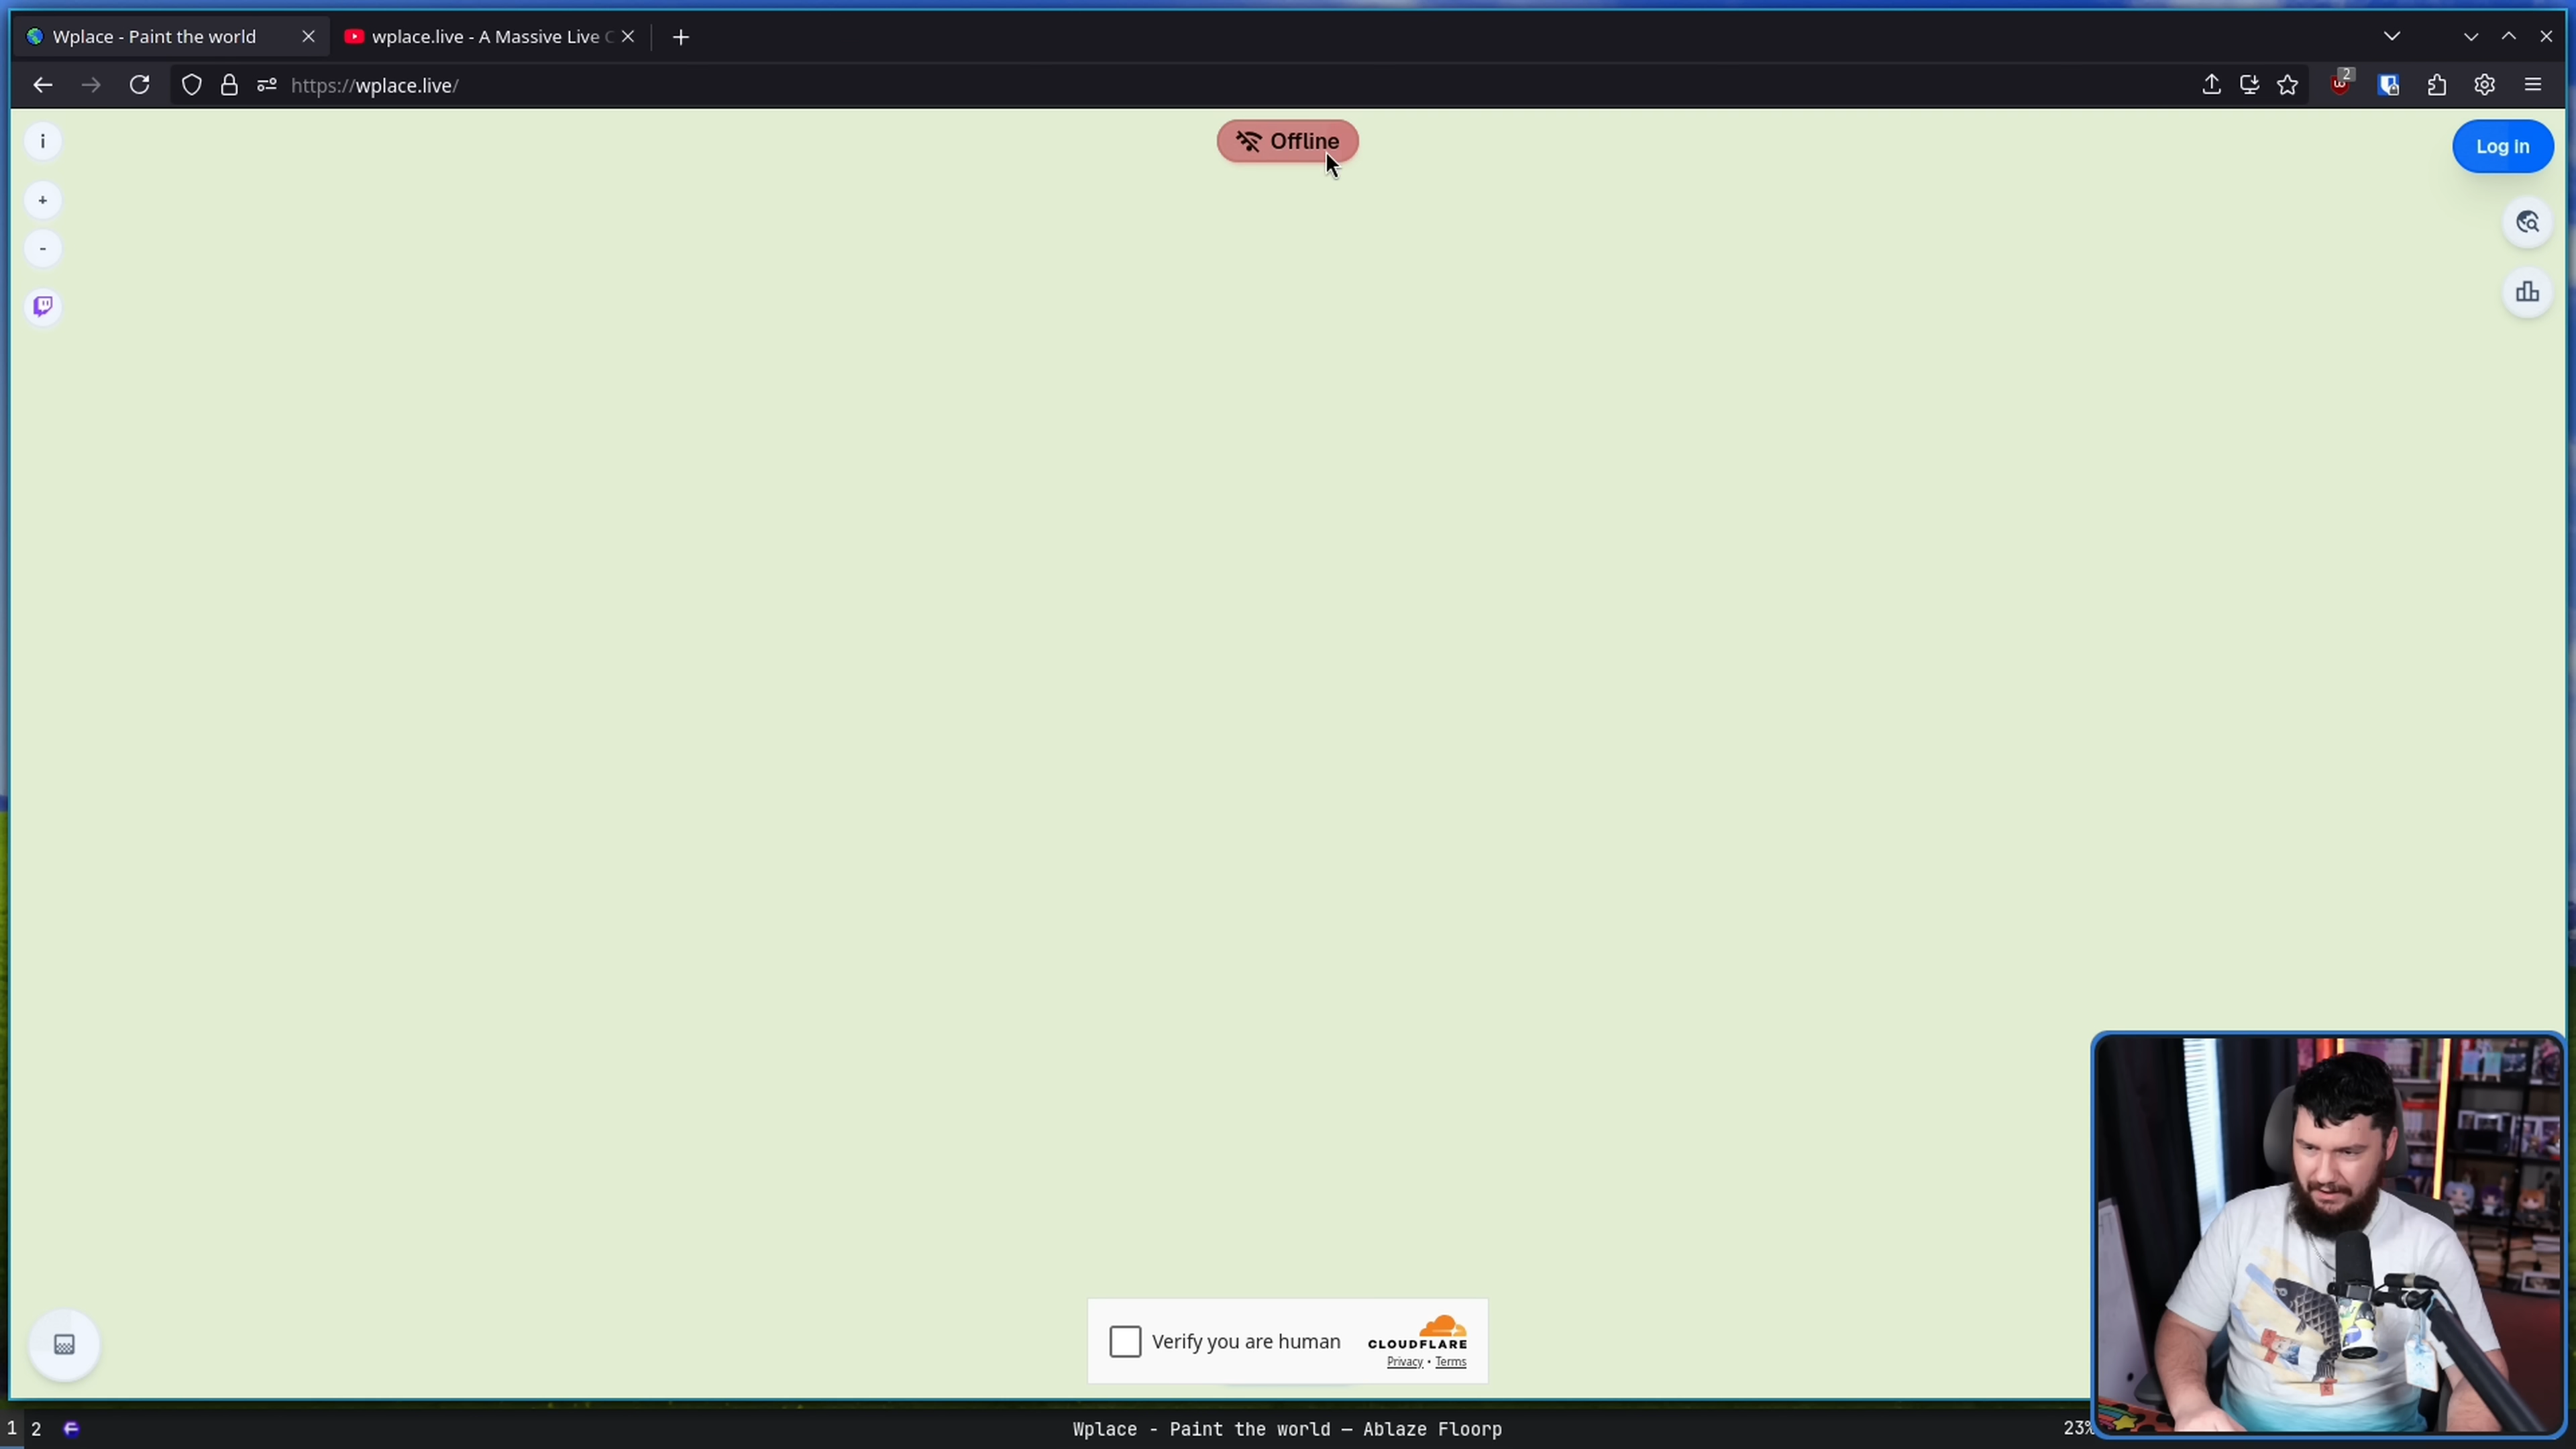 Wplace - Paint the world
wplace.live - A Massive Live
https://wplace.live/
2
i
Offline
Log in
+
-
Verify you are human
CLOUDFLARE
Privacy • Terms
1 2
Wplace - Paint the world — Ablaze Floorp
23%